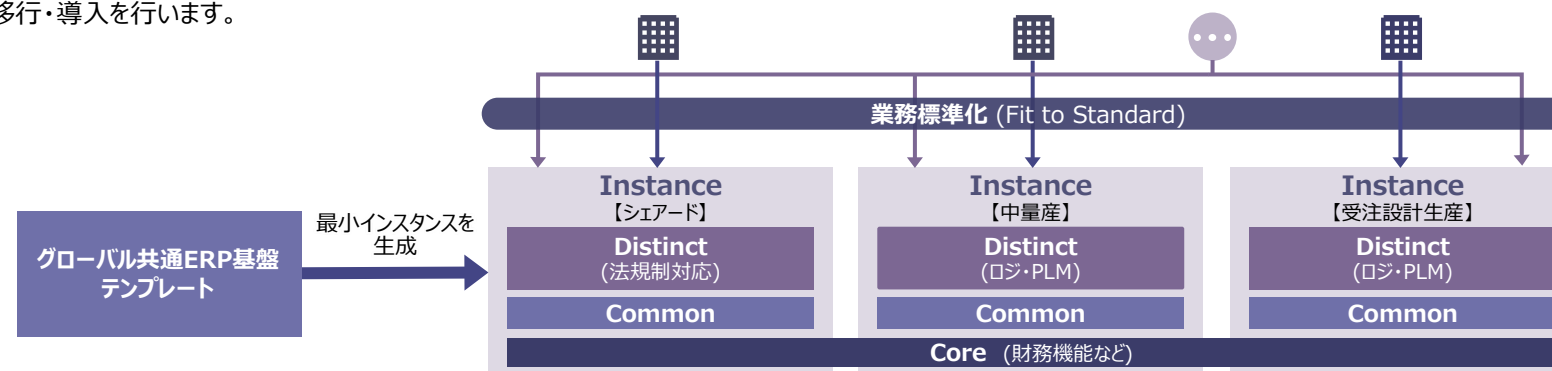 移行・導入を行います。
業務標準化 (Fit to Standard)
グローバル共通ERP基盤
テンプレート
最小インスタンスを
生成
Instance
【シェアード】
Distinct
(法規制対応)
Common
Instance
【中量産】
Distinct
(ロジ・PLM)
Common
Instance
【受注設計生産】
Distinct
(ロジ・PLM)
Common
Core (財務機能など)